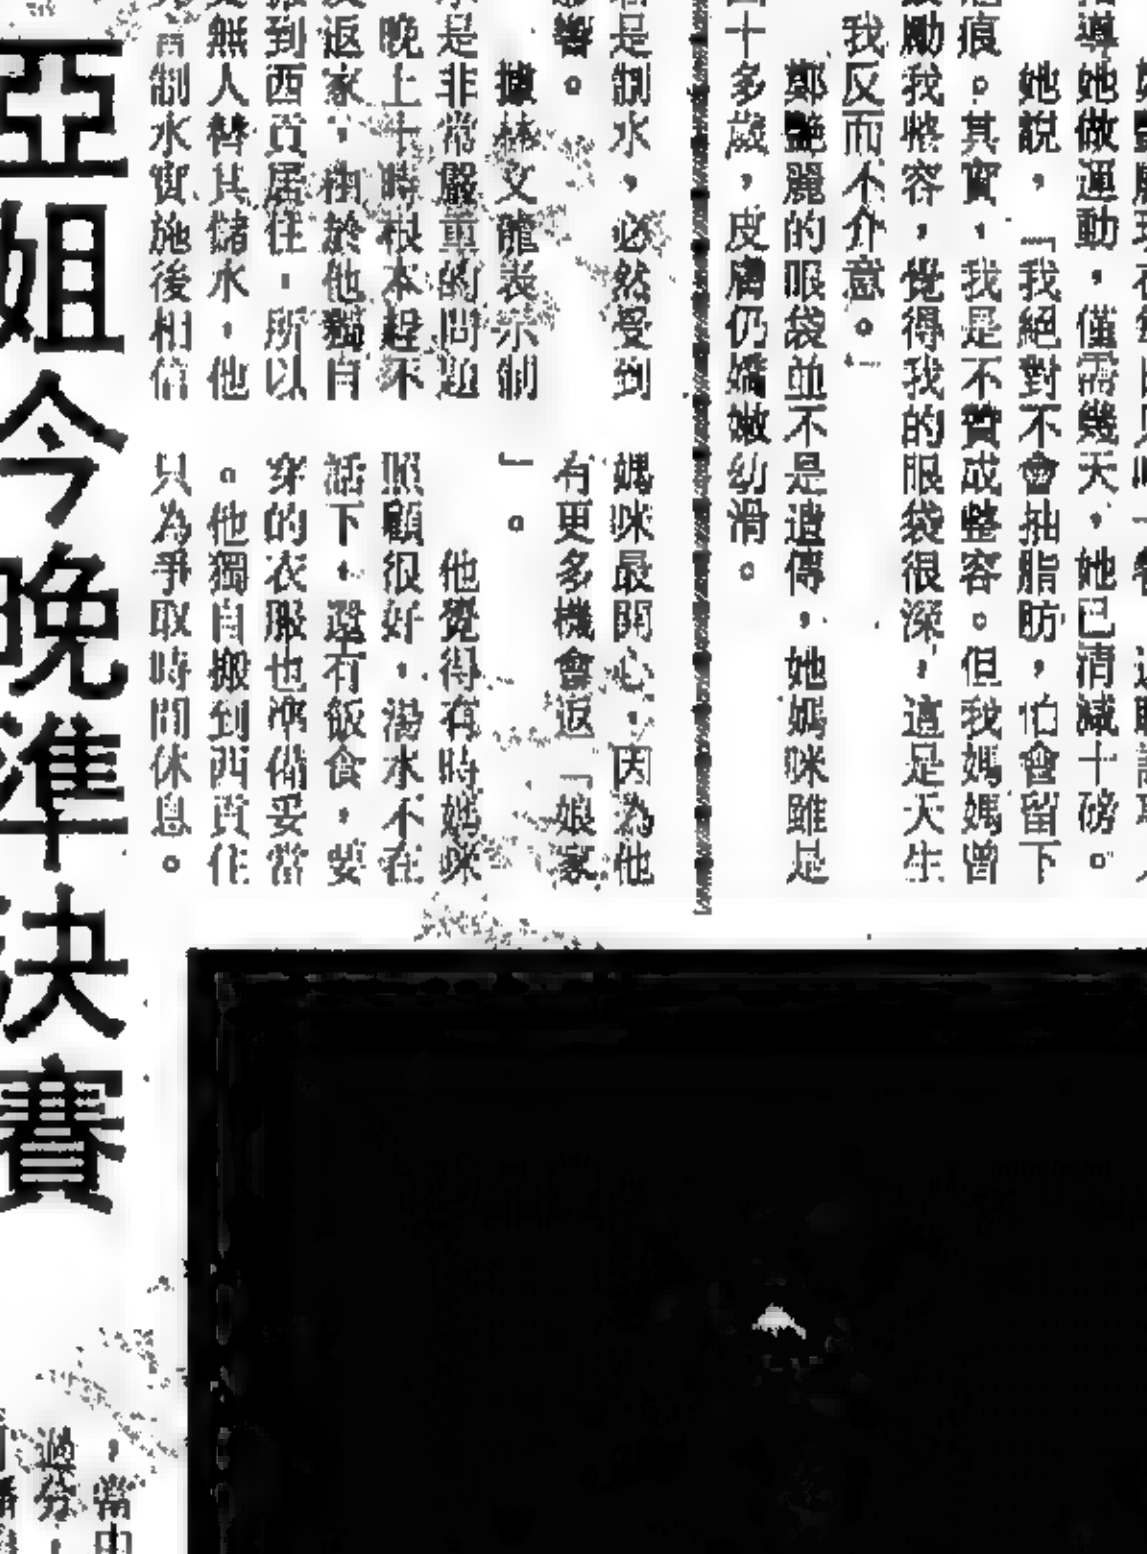 指導她做運動，僅需幾天，她已清減十磅。
她說，「我絕對不會抽脂肪，怕會留下
疤痕。其實，我是不贊成整容。但我媽媽曾
鼓勵我整容，覺得我的眼袋很深，這是天生
我反而不介意。」
鄭艷麗的眼袋並不是遺傳，她媽咪雖是
四十多歲，皮膚仍嬌嫩幼滑。
是制水，必然受到
影響。
據林文龍表示制
水是非常嚴重的問題
晚上十時根本趕不
返家，由於他獨自
搬到西貢居住，所以
無人替其儲水，他
制水實施後相信
媽咪最開心，因為他
有更多機會返「娘家
」。
他覺得有時媽咪
照顧很好，湯水不在
話下，還有飯食，要
穿的衣服也準備妥當
。他獨自搬到西貢住
只為爭取時間休息。
亞姐今晚準決賽
，當中
過分，